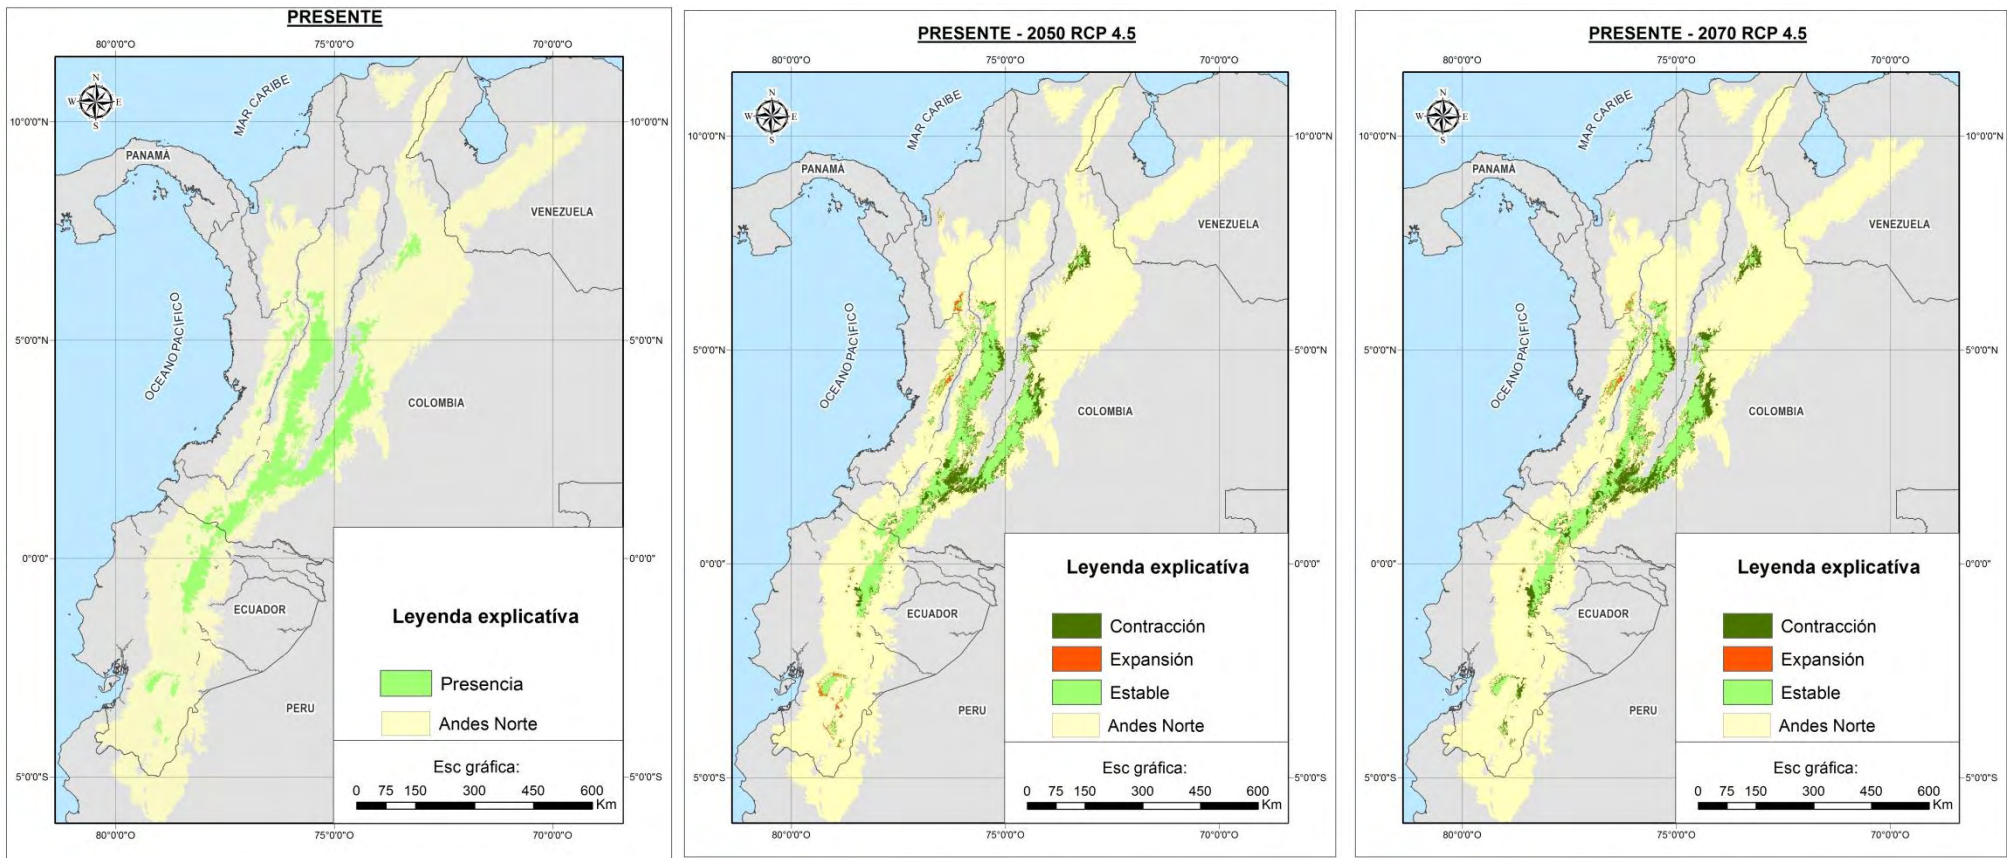 PRESENTE
80°0'0"O 75°0'0"O 70°0'0"O
N
W E
S
MAR CARIBE
10°0'0"N 10°0'0"N
PANAMÁ
VENEZUELA
OCEANO PACÍFICO
5°0'0"N 5°0'0"N
COLOMBIA
0°0'0" 0°0'0"
ECUADOR
PERU
5°0'0"S 5°0'0"S
Leyenda explicatíva
Presencia
Andes Norte
Esc gráfica:
0 75 150 300 450 600
Km
80°0'0"O 75°0'0"O 70°0'0"O
PRESENTE - 2050 RCP 4.5
80°0'0"O 75°0'0"O 70°0'0"O
N
W E
S
MAR CARIBE
10°0'0"N 10°0'0"N
PANAMÁ
VENEZUELA
OCEANO PACÍFICO
5°0'0"N 5°0'0"N
COLOMBIA
0°0'0" 0°0'0"
ECUADOR
PERU
5°0'0"S 5°0'0"S
Leyenda explicatíva
Contracción
Expansión
Estable
Andes Norte
Esc gráfica:
0 75 150 300 450 600
Km
80°0'0"O 75°0'0"O 70°0'0"O
PRESENTE - 2070 RCP 4.5
80°0'0"O 75°0'0"O 70°0'0"O
N
W E
S
MAR CARIBE
10°0'0"N 10°0'0"N
PANAMÁ
VENEZUELA
OCEANO PACÍFICO
5°0'0"N 5°0'0"N
COLOMBIA
0°0'0" 0°0'0"
ECUADOR
PERU
5°0'0"S 5°0'0"S
Leyenda explicatíva
Contracción
Expansión
Estable
Andes Norte
Esc gráfica:
0 75 150 300 450 600
Km
80°0'0"O 75°0'0"O 70°0'0"O